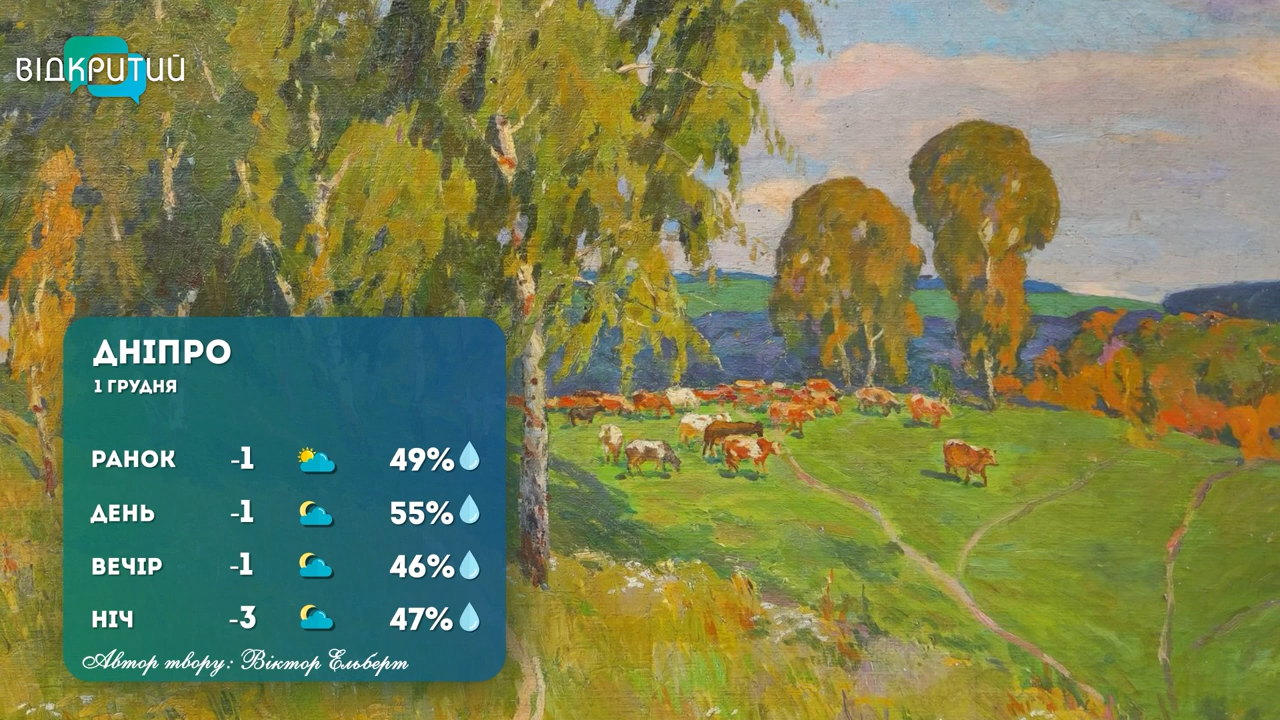 ВІДКРИТИЙ
ДНІПРО
1 ГРУДНЯ
РАНОК -1 49%
ДЕНЬ -1 55%
ВЕЧІР -1 46%
НІЧ -3 47%
Автор твору: Віктор Ельберт